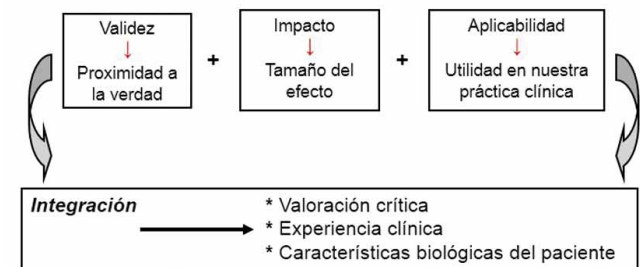 Validez
Proximidad a
la verdad
+
Impacto
Tamaño del
efecto
+
Aplicabilidad
Utilidad en nuestra
práctica clínica
Integración
* Valoración crítica
* Experiencia clínica
* Características biológicas del paciente